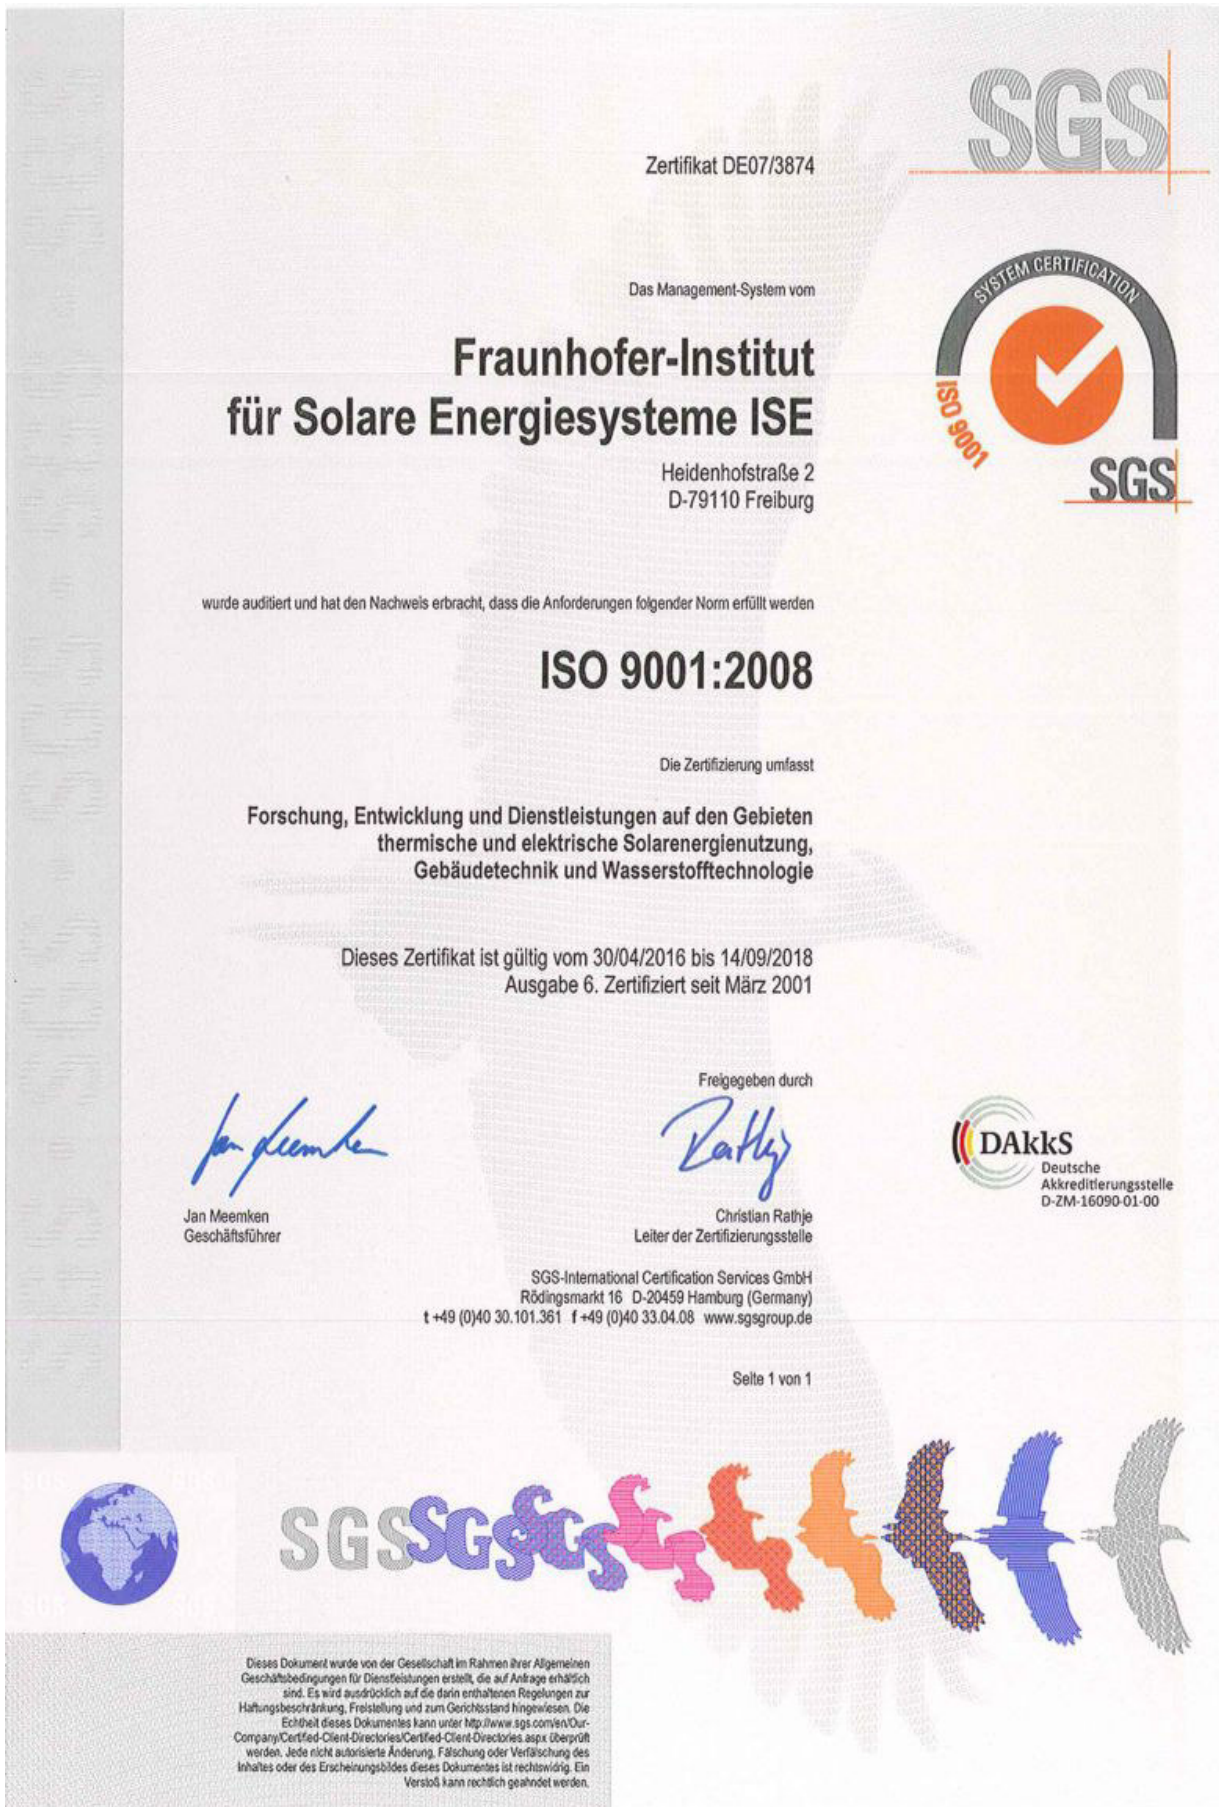 SGS
Zertifikat DE07/3874
SYSTEM CERTIFICATION
ISO 9001
SGS
Das Management-System vom
Fraunhofer-Institut
für Solare Energiesysteme ISE
Heidenhofstraße 2
D-79110 Freiburg
wurde auditiert und hat den Nachweis erbracht, dass die Anforderungen folgender Norm erfüllt werden
ISO 9001:2008
Die Zertifizierung umfasst
Forschung, Entwicklung und Dienstleistungen auf den Gebieten
thermische und elektrische Solarenergienutzung,
Gebäudetechnik und Wasserstofftechnologie
Dieses Zertifikat ist gültig vom 30/04/2016 bis 14/09/2018
Ausgabe 6. Zertifiziert seit März 2001
Freigegeben durch
Jan Meemken
Geschäftsführer
Christian Rathje
Leiter der Zertifizierungsstelle
DAkkS
Deutsche
Akkreditierungsstelle
D-ZM-16090-01-00
SGS-International Certification Services GmbH
Rödingsmarkt 16 D-20459 Hamburg (Germany)
t +49 (0)40 30.101.361 f +49 (0)40 33.04.08 www.sgsgroup.de
Seite 1 von 1
SGS SGS SGS
Dieses Dokument wurde von der Gesellschaft im Rahmen ihrer Allgemeinen
Geschäftsbedingungen für Dienstleistungen erstellt, die auf Anfrage erhältlich
sind. Es wird ausdrücklich auf die darin enthaltenen Regelungen zur
Haftungsbeschränkung, Freistellung und zum Gerichtsstand hingewiesen. Die
Echtheit dieses Dokumentes kann unter http://www.sgs.com/en/Our-
Company/Certified-Client-Directories/Certified-Client-Directories.aspx überprüft
werden. Jede nicht autorisierte Änderung, Fälschung oder Verfälschung des
Inhaltes oder des Erscheinungsbildes dieses Dokumentes ist rechtswidrig. Ein
Verstoß kann rechtlich geahndet werden.